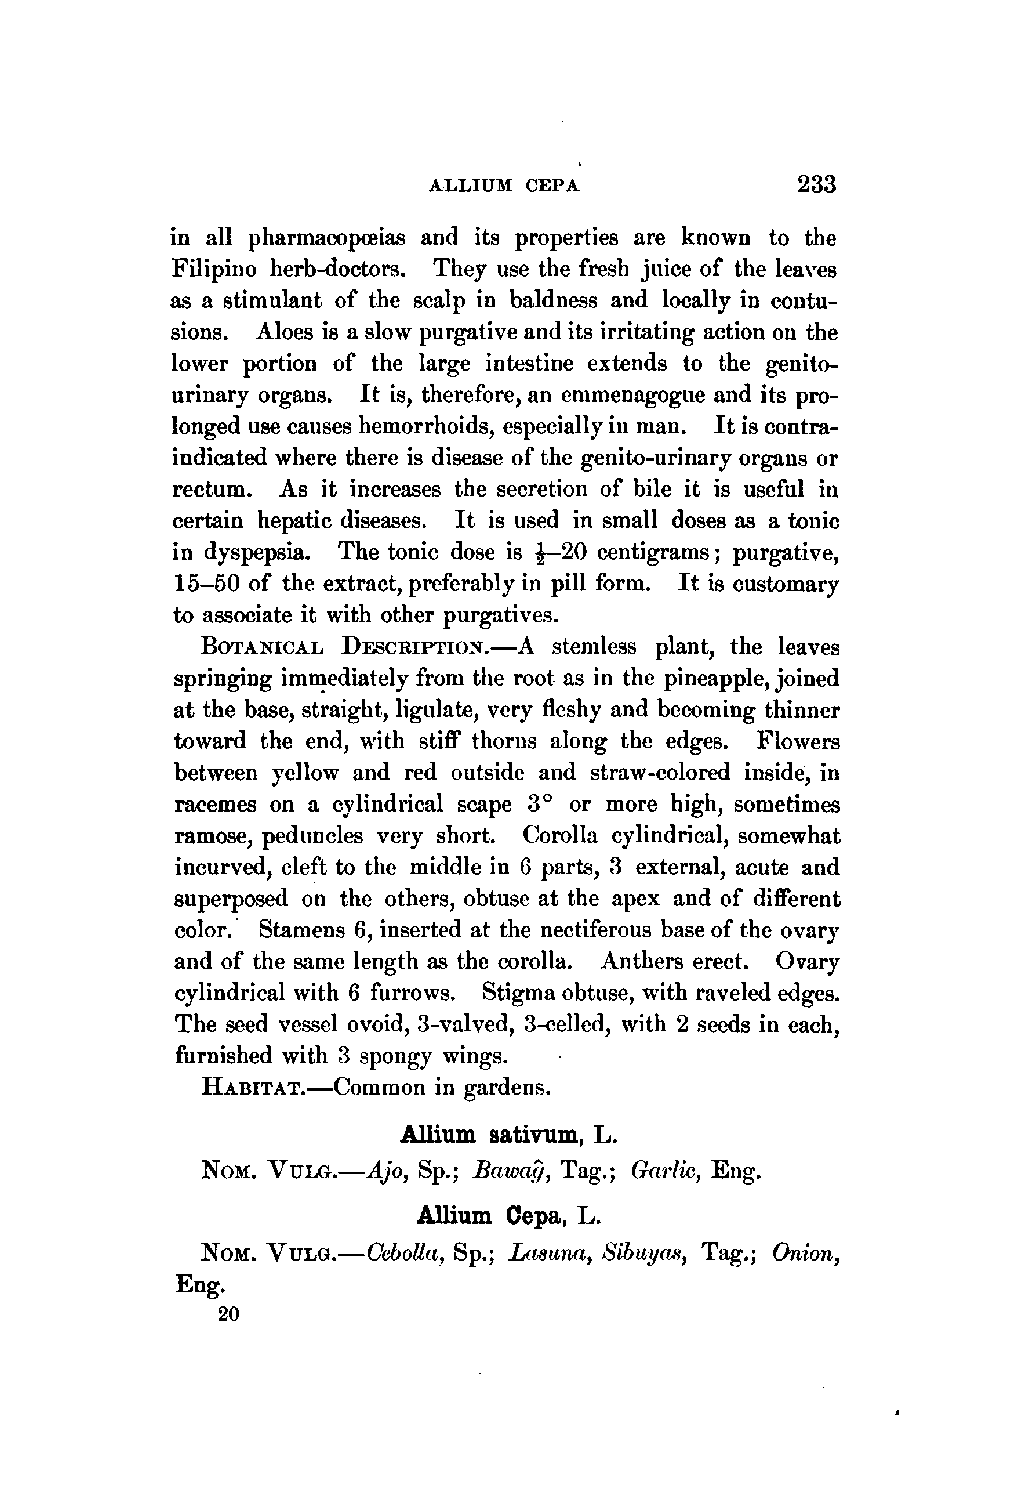 ALLIUM CEPA 233
in all pharmacopœias and its properties are known to the
Filipino herb-doctors. They use the fresh juice of the leaves
as a stimulant of the scalp in baldness and locally in contu-
sions. Aloes is a slow purgative and its irritating action on the
lower portion of the large intestine extends to the genito-
urinary organs. It is, therefore, an emmenagogue and its pro-
longed use causes hemorrhoids, especially in man. It is contra-
indicated where there is disease of the genito-urinary organs or
rectum. As it increases the secretion of bile it is useful in
certain hepatic diseases. It is used in small doses as a tonic
in dyspepsia. The tonic dose is ½–20 centigrams; purgative,
15–50 of the extract, preferably in pill form. It is customary
to associate it with other purgatives.
BOTANICAL DESCRIPTION.—A stemless plant, the leaves
springing immediately from the root as in the pineapple, joined
at the base, straight, ligulate, very fleshy and becoming thinner
toward the end, with stiff thorns along the edges. Flowers
between yellow and red outside and straw-colored inside, in
racemes on a cylindrical scape 3° or more high, sometimes
ramose, peduncles very short. Corolla cylindrical, somewhat
incurved, cleft to the middle in 6 parts, 3 external, acute and
superposed on the others, obtuse at the apex and of different
color. Stamens 6, inserted at the nectiferous base of the ovary
and of the same length as the corolla. Anthers erect. Ovary
cylindrical with 6 furrows. Stigma obtuse, with raveled edges.
The seed vessel ovoid, 3-valved, 3-celled, with 2 seeds in each,
furnished with 3 spongy wings.
HABITAT.—Common in gardens.
Allium sativum, L.
NOM. VULG.—Ajo, Sp.; Bawag̃, Tag.; Garlic, Eng.
Allium Cepa, L.
NOM. VULG.—Cebolla, Sp.; Lasuna, Sibuyas, Tag.; Onion,
Eng.
20